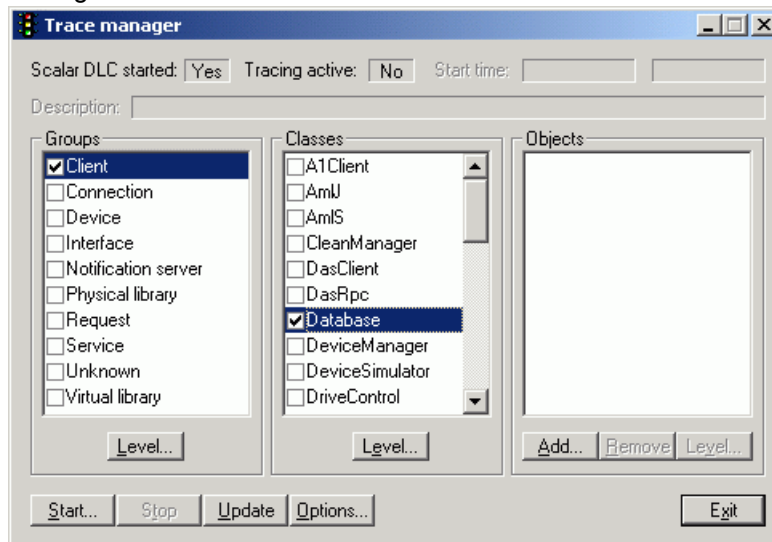 Trace manager
Scalar DLC started: Yes Tracing active: No Start time:
Description:
Groups
Client
Connection
Device
Interface
Notification server
Physical library
Request
Service
Unknown
Virtual library
Level...
Classes
A1Client
AmlJ
AmlS
CleanManager
DasClient
DasRpc
Database
DeviceManager
DeviceSimulator
DriveControl
Level...
Objects
Add... Remove Level...
Start... Stop Update Options... Exit